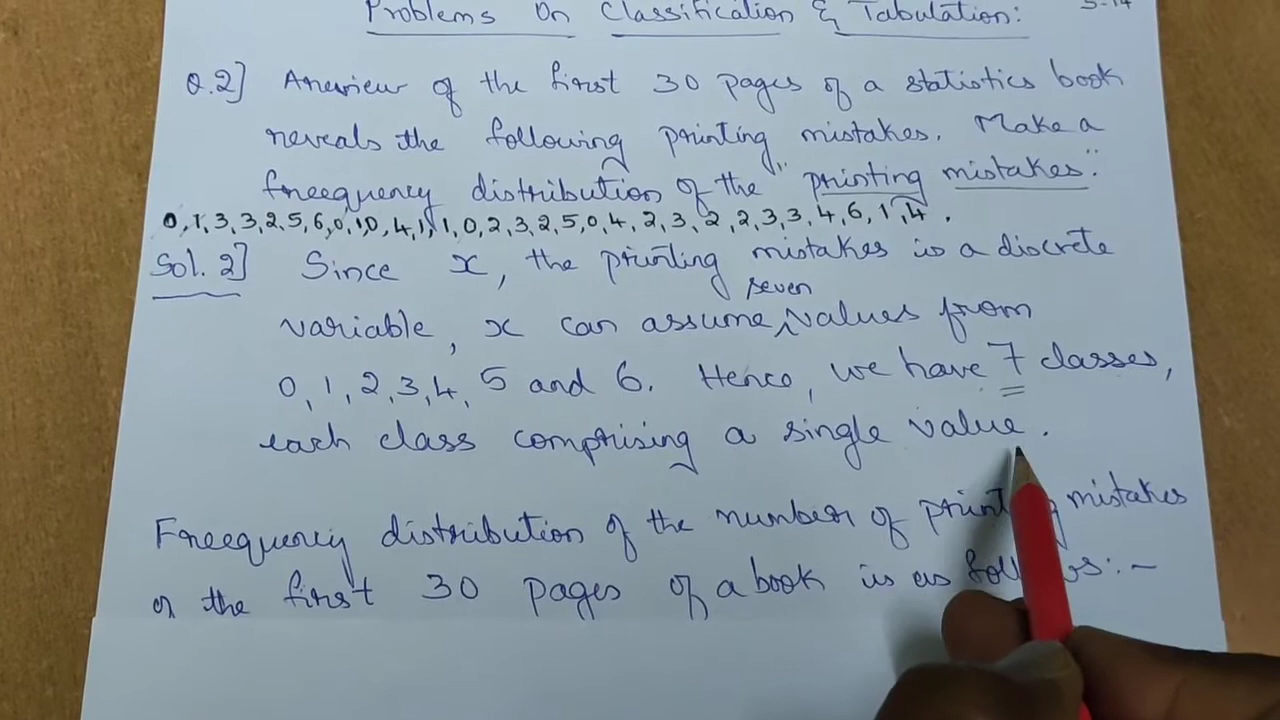 Problems On Classification & Tabulation:
Q.2] A review of the first 30 pages of a statistics book
reveals the following printing mistakes. Make a
freequency distribution of the "printing mistakes."
0,1,3,3,2,5,6,0,1,0,4,1,1,0,2,3,2,5,0,4,2,3,2,2,3,3,4,6,1,4.
Sol.2] Since x, the printing mistakes is a discrete
seven
variable, x can assume, values from
0,1,2,3,4,5 and 6. Hence, we have 7 classes,
each class comprising a single value.
Freequency distribution of the number of printing mistakes
of the first 30 pages of a book is as follows:-